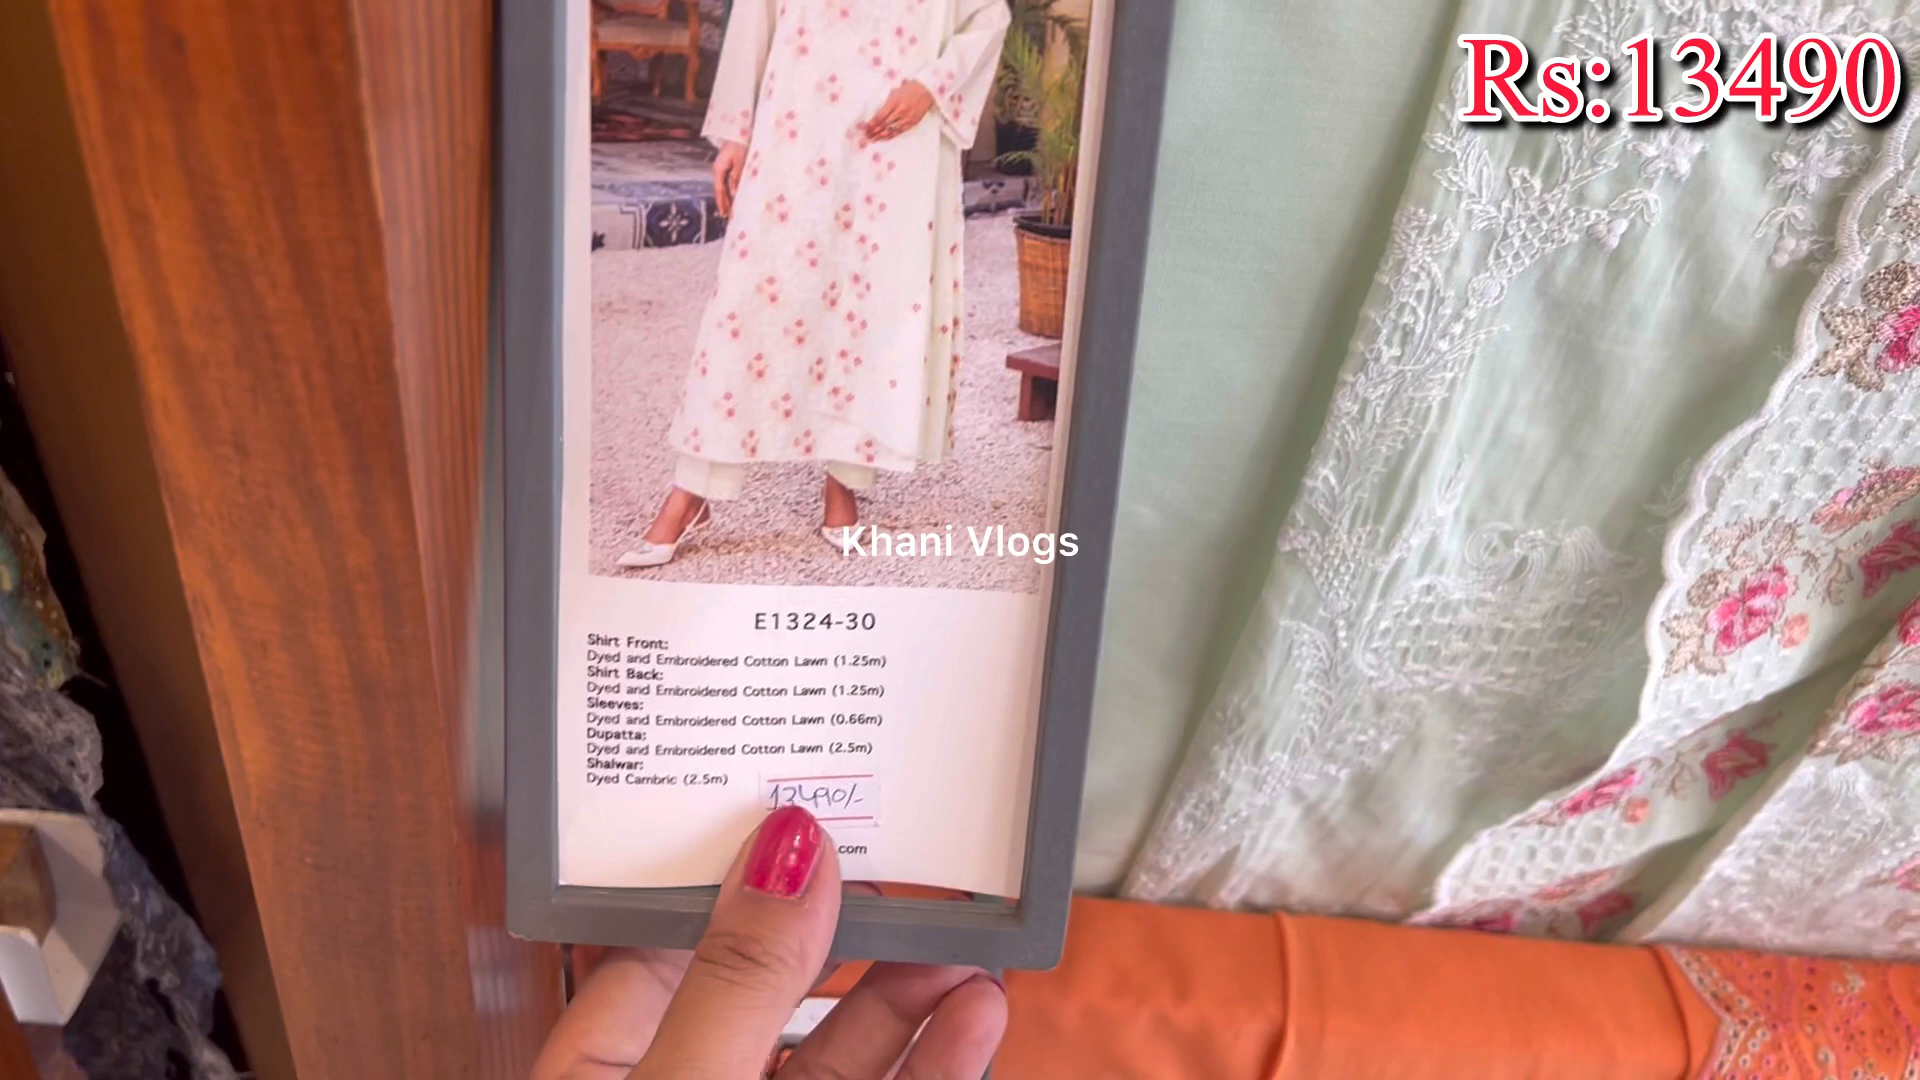 Rs:13490
Khani Vlogs
E1324-30
Shirt Front:
Dyed and Embroidered Cotton Lawn (1.25m)
Shirt Back:
Dyed and Embroidered Cotton Lawn (1.25m)
Sleeves:
Dyed and Embroidered Cotton Lawn (0.66m)
Dupatta:
Dyed and Embroidered Cotton Lawn (2.5m)
Shalwar:
Dyed Cambric (2.5m)
13490/-
.com